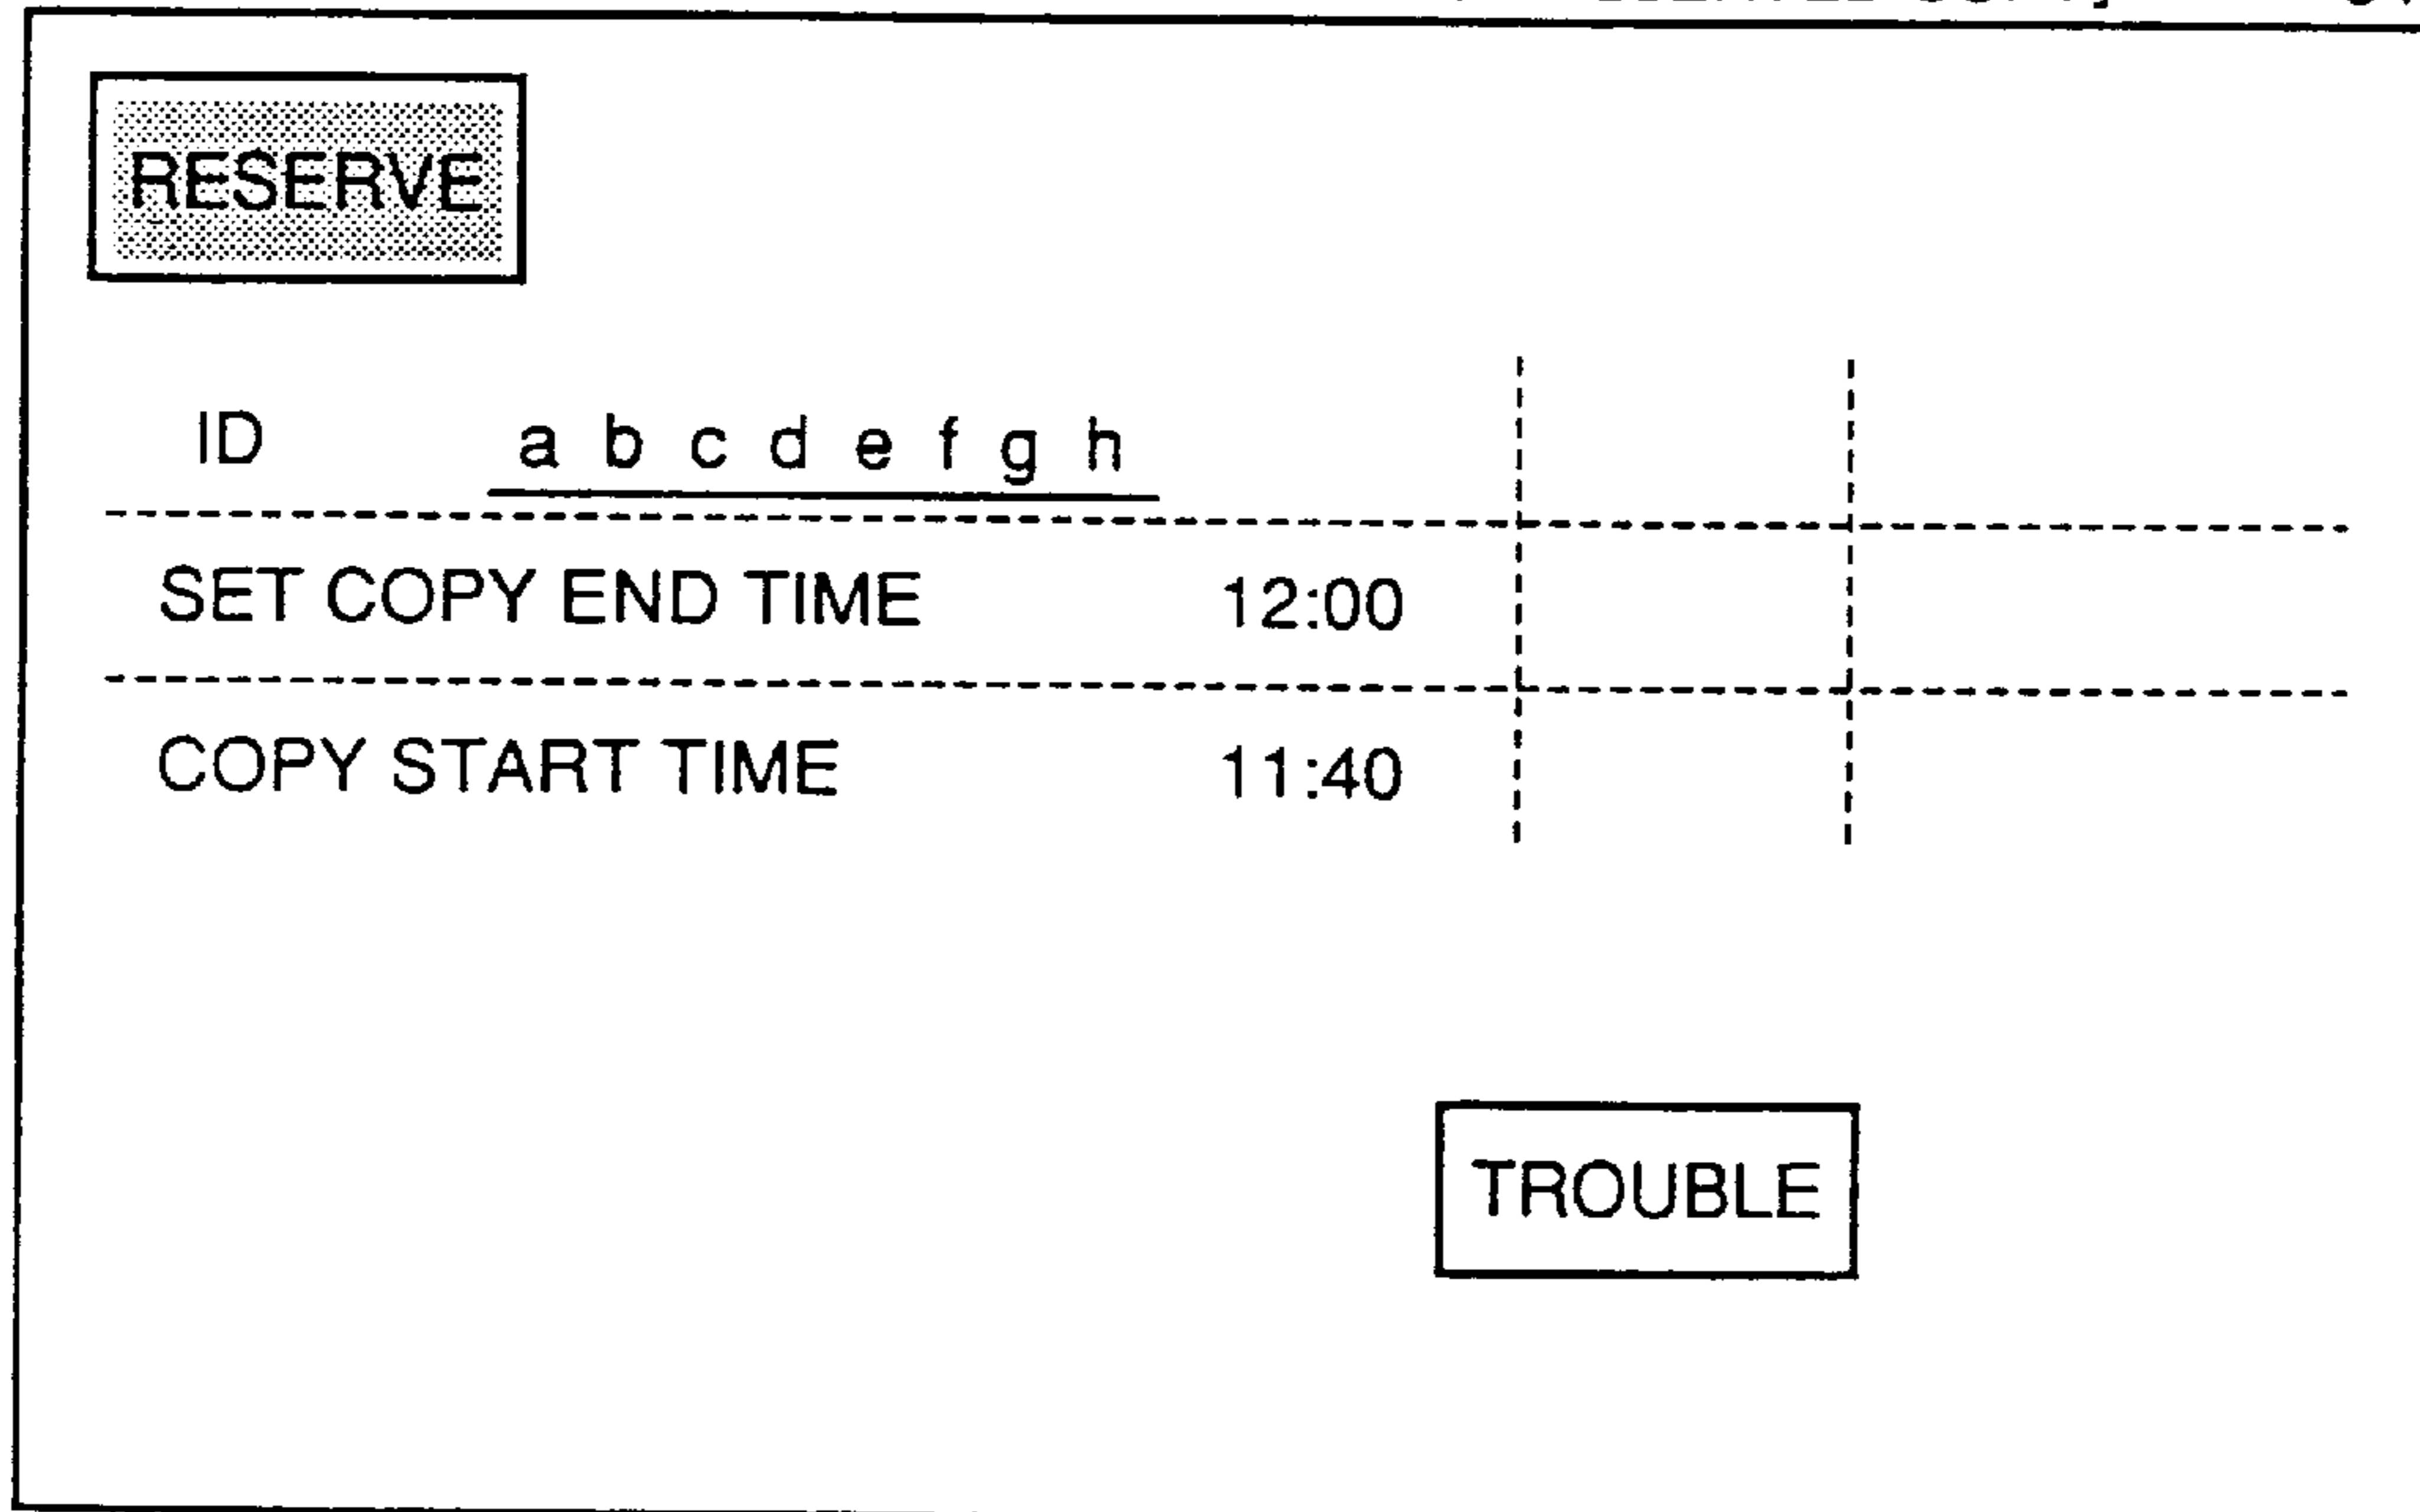 RESERVE
ID a b c d e f g h
SET COPY END TIME 12:00
COPY START TIME 11:40
TROUBLE